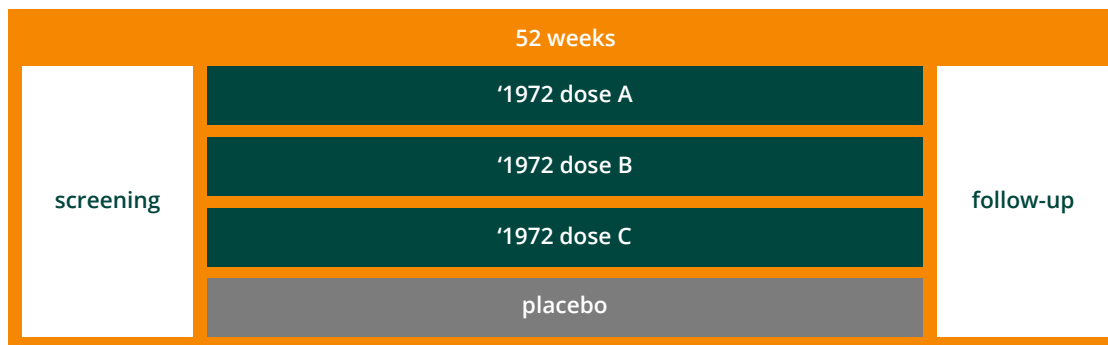 52 weeks
‘1972 dose A
‘1972 dose B
screening
follow-up
‘1972 dose C
placebo